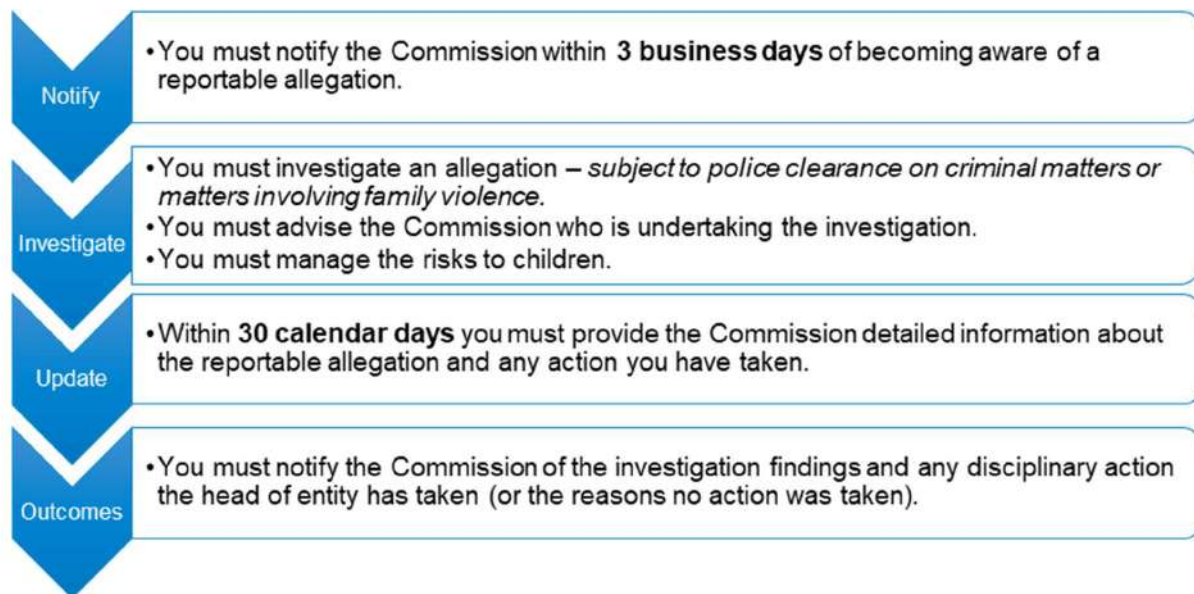 Notify
•You must notify the Commission within 3 business days of becoming aware of a
reportable allegation.
Investigate
•You must investigate an allegation – subject to police clearance on criminal matters or
matters involving family violence.
•You must advise the Commission who is undertaking the investigation.
•You must manage the risks to children.
Update
•Within 30 calendar days you must provide the Commission detailed information about
the reportable allegation and any action you have taken.
Outcomes
•You must notify the Commission of the investigation findings and any disciplinary action
the head of entity has taken (or the reasons no action was taken).